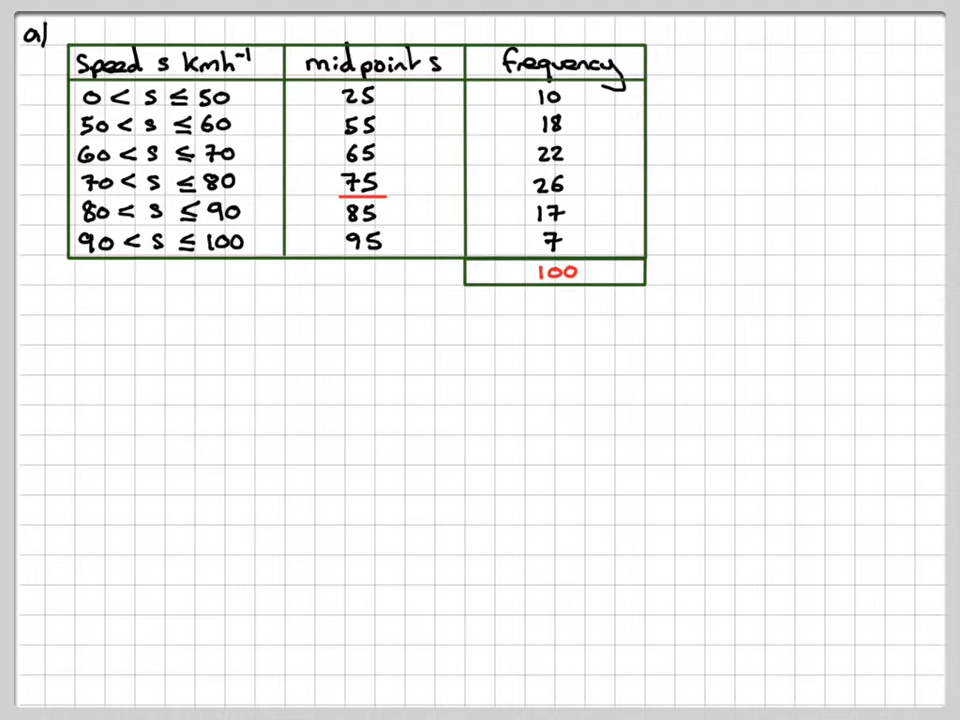 a)
Speed s kmh⁻¹ midpoint s frequency
0 < s ≤ 50 25 10
50 < s ≤ 60 55 18
60 < s ≤ 70 65 22
70 < s ≤ 80 75 26
80 < s ≤ 90 85 17
90 < s ≤ 100 95 7
100